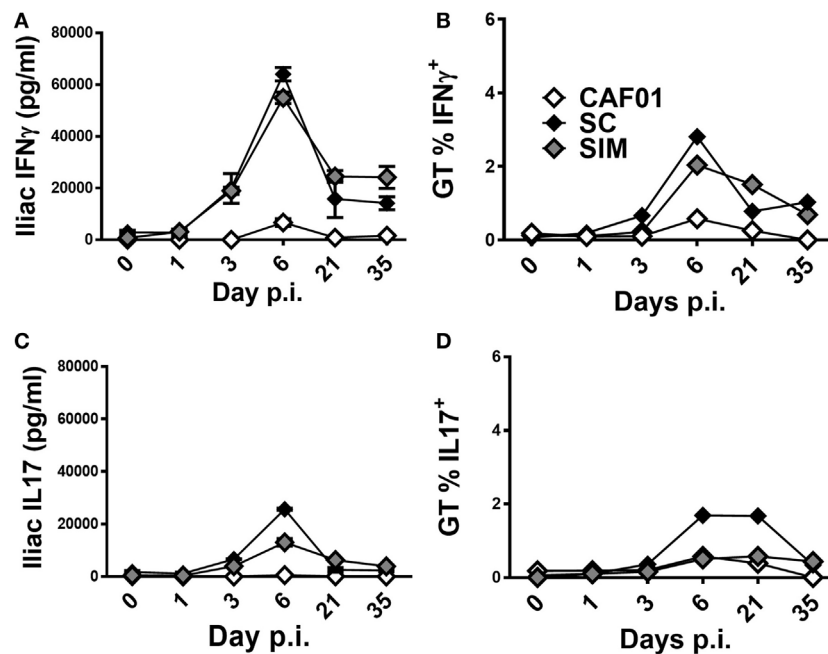 A
Iliac IFNγ (pg/ml)
80000
60000
40000
20000
0
0 1 3 6 21 35
Day p.i.
B
GT % IFNγ+
6
4
2
0
CAF01
SC
SIM
0 1 3 6 21 35
Days p.i.
C
Iliac IL17 (pg/ml)
80000
60000
40000
20000
0
0 1 3 6 21 35
Day p.i.
D
GT % IL17+
6
4
2
0
0 1 3 6 21 35
Days p.i.